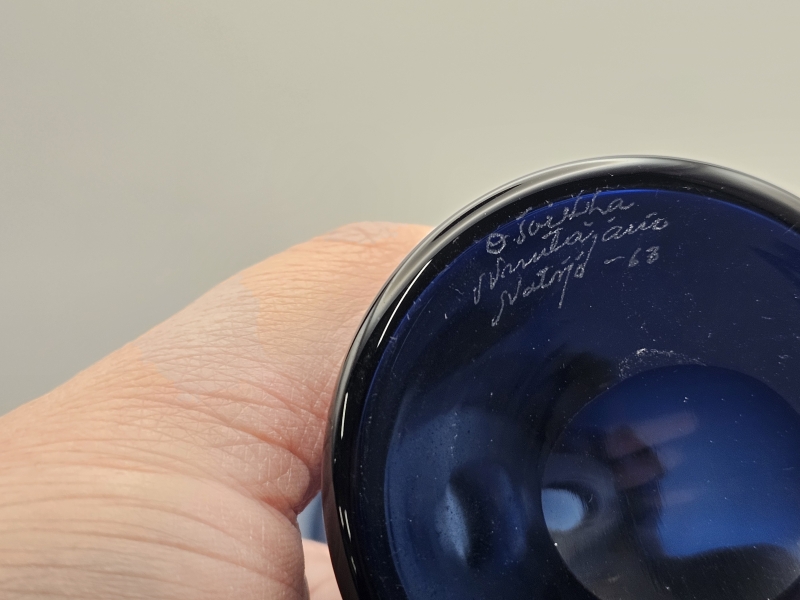 O Toikka
Nuutajärvi
Notsjö -63